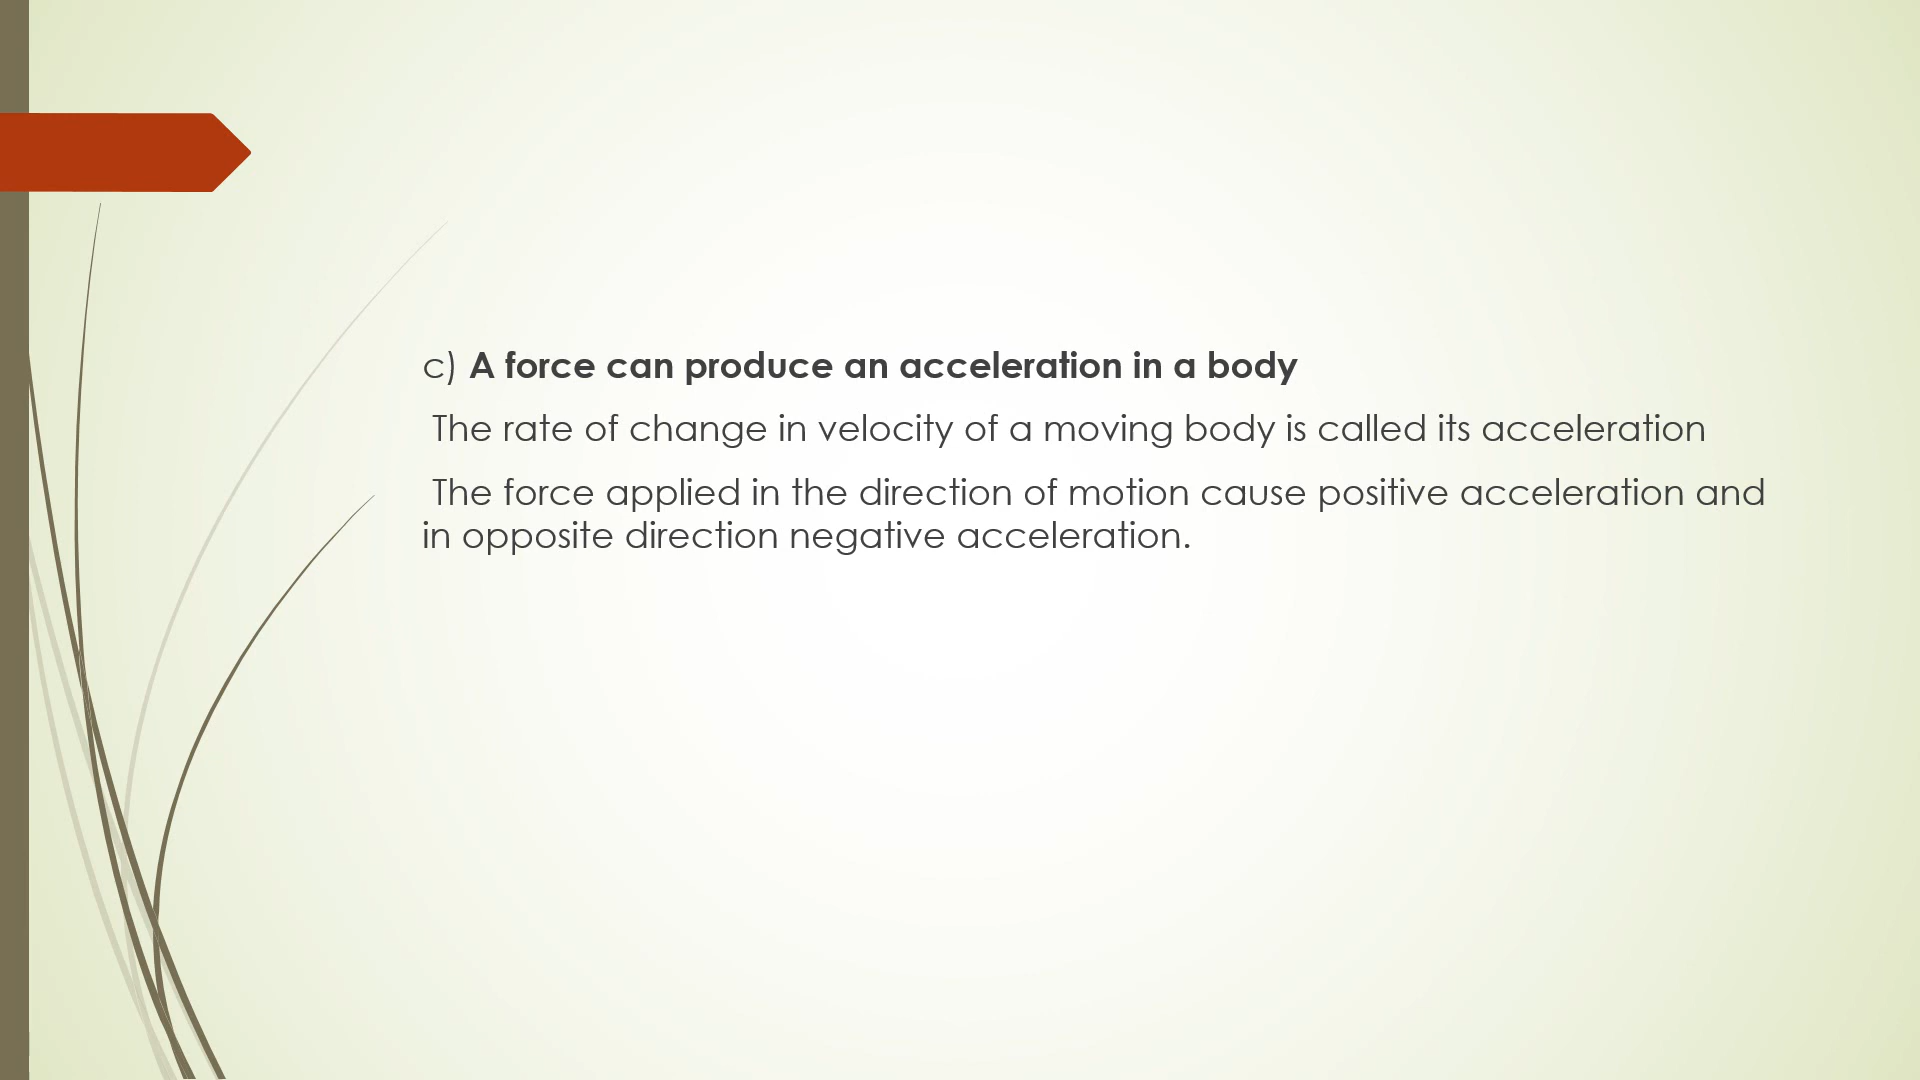 c) A force can produce an acceleration in a body
The rate of change in velocity of a moving body is called its acceleration
The force applied in the direction of motion cause positive acceleration and
in opposite direction negative acceleration.